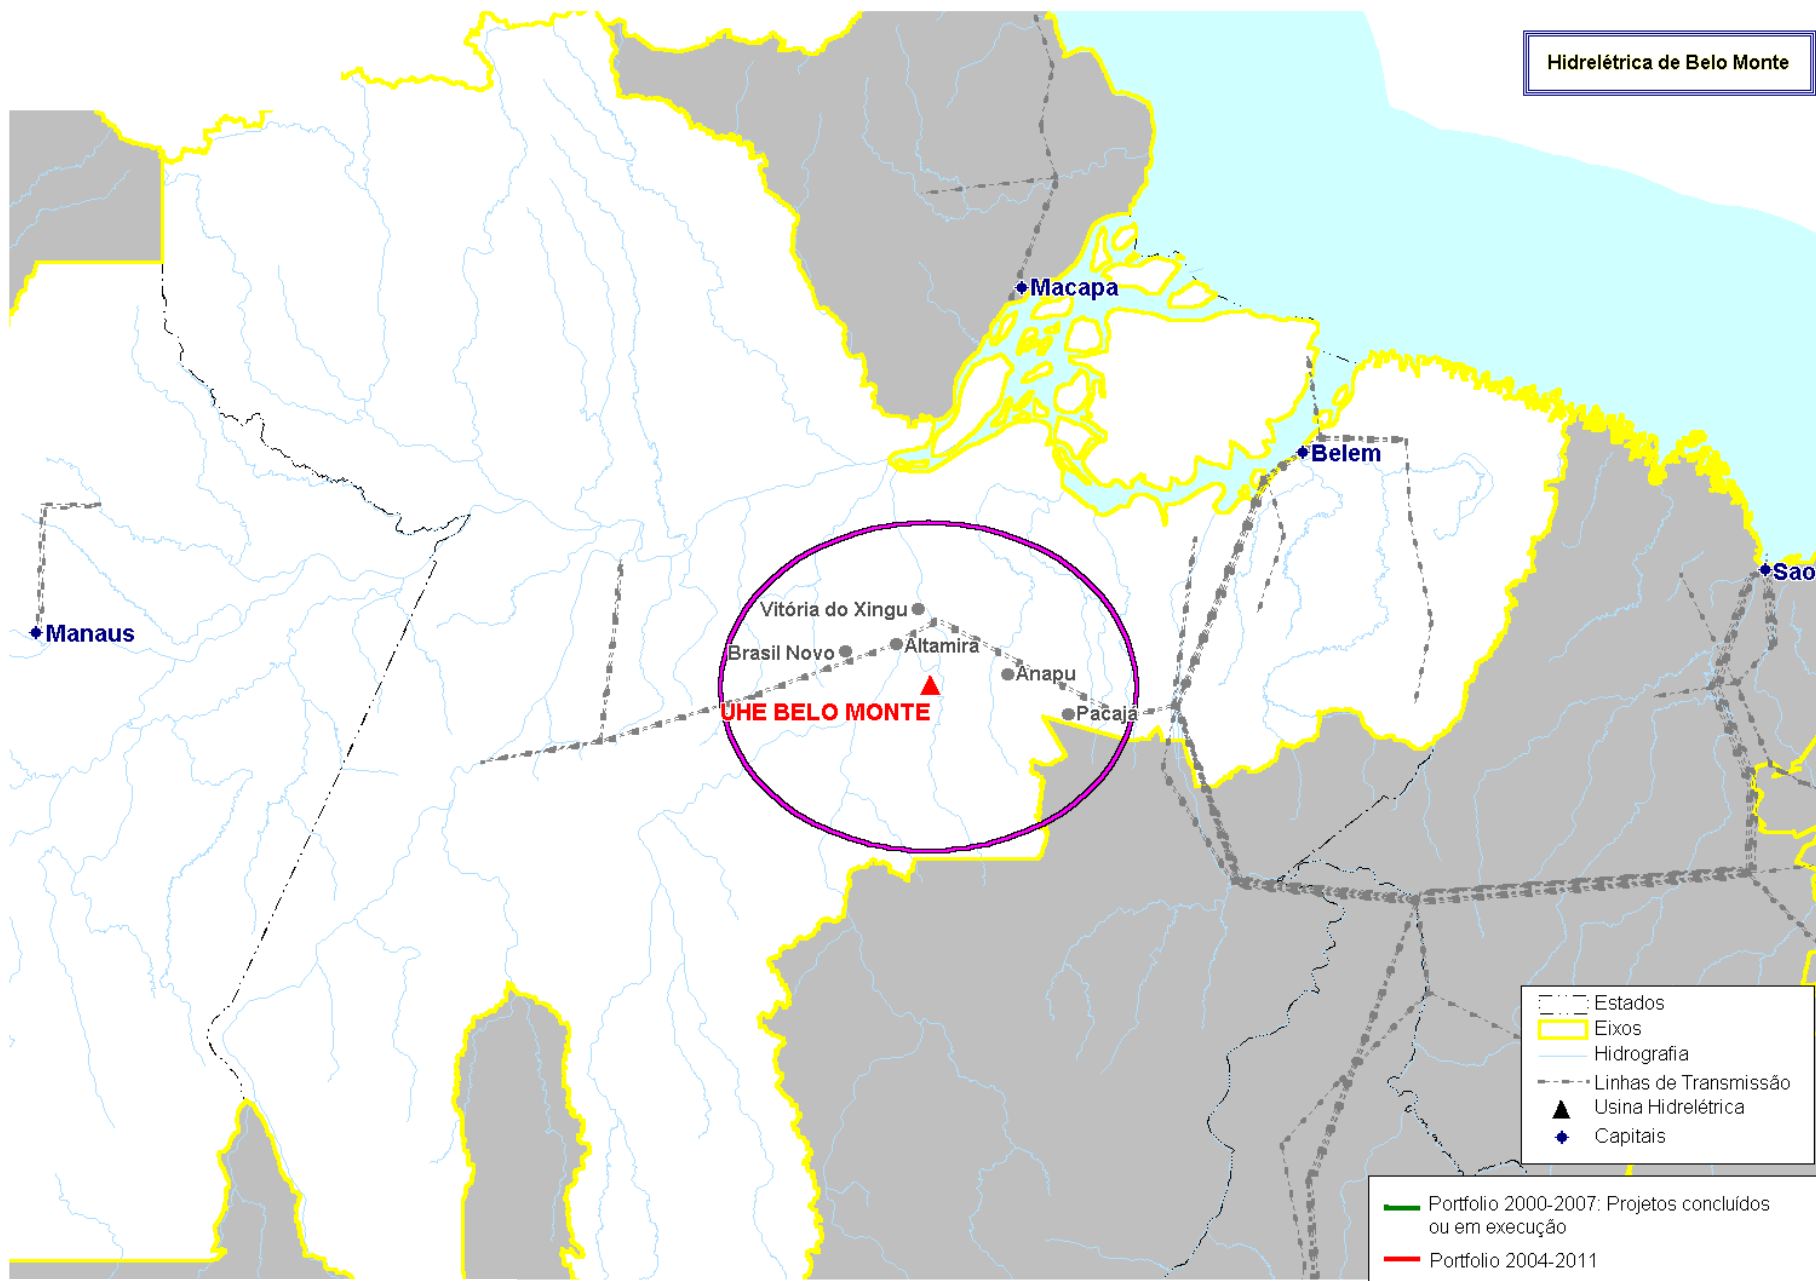 Hidrelétrica de Belo Monte
Macapa
Belem
Sao
Manaus
Vitória do Xingu
Altamira
Brasil Novo
Anapu
UHE BELO MONTE
Pacaja
Estados
Eixos
Hidrografia
Linhas de Transmissão
Usina Hidrelétrica
Capitais
Portfolio 2000-2007: Projetos concluídos
ou em execução
Portfolio 2004-2011